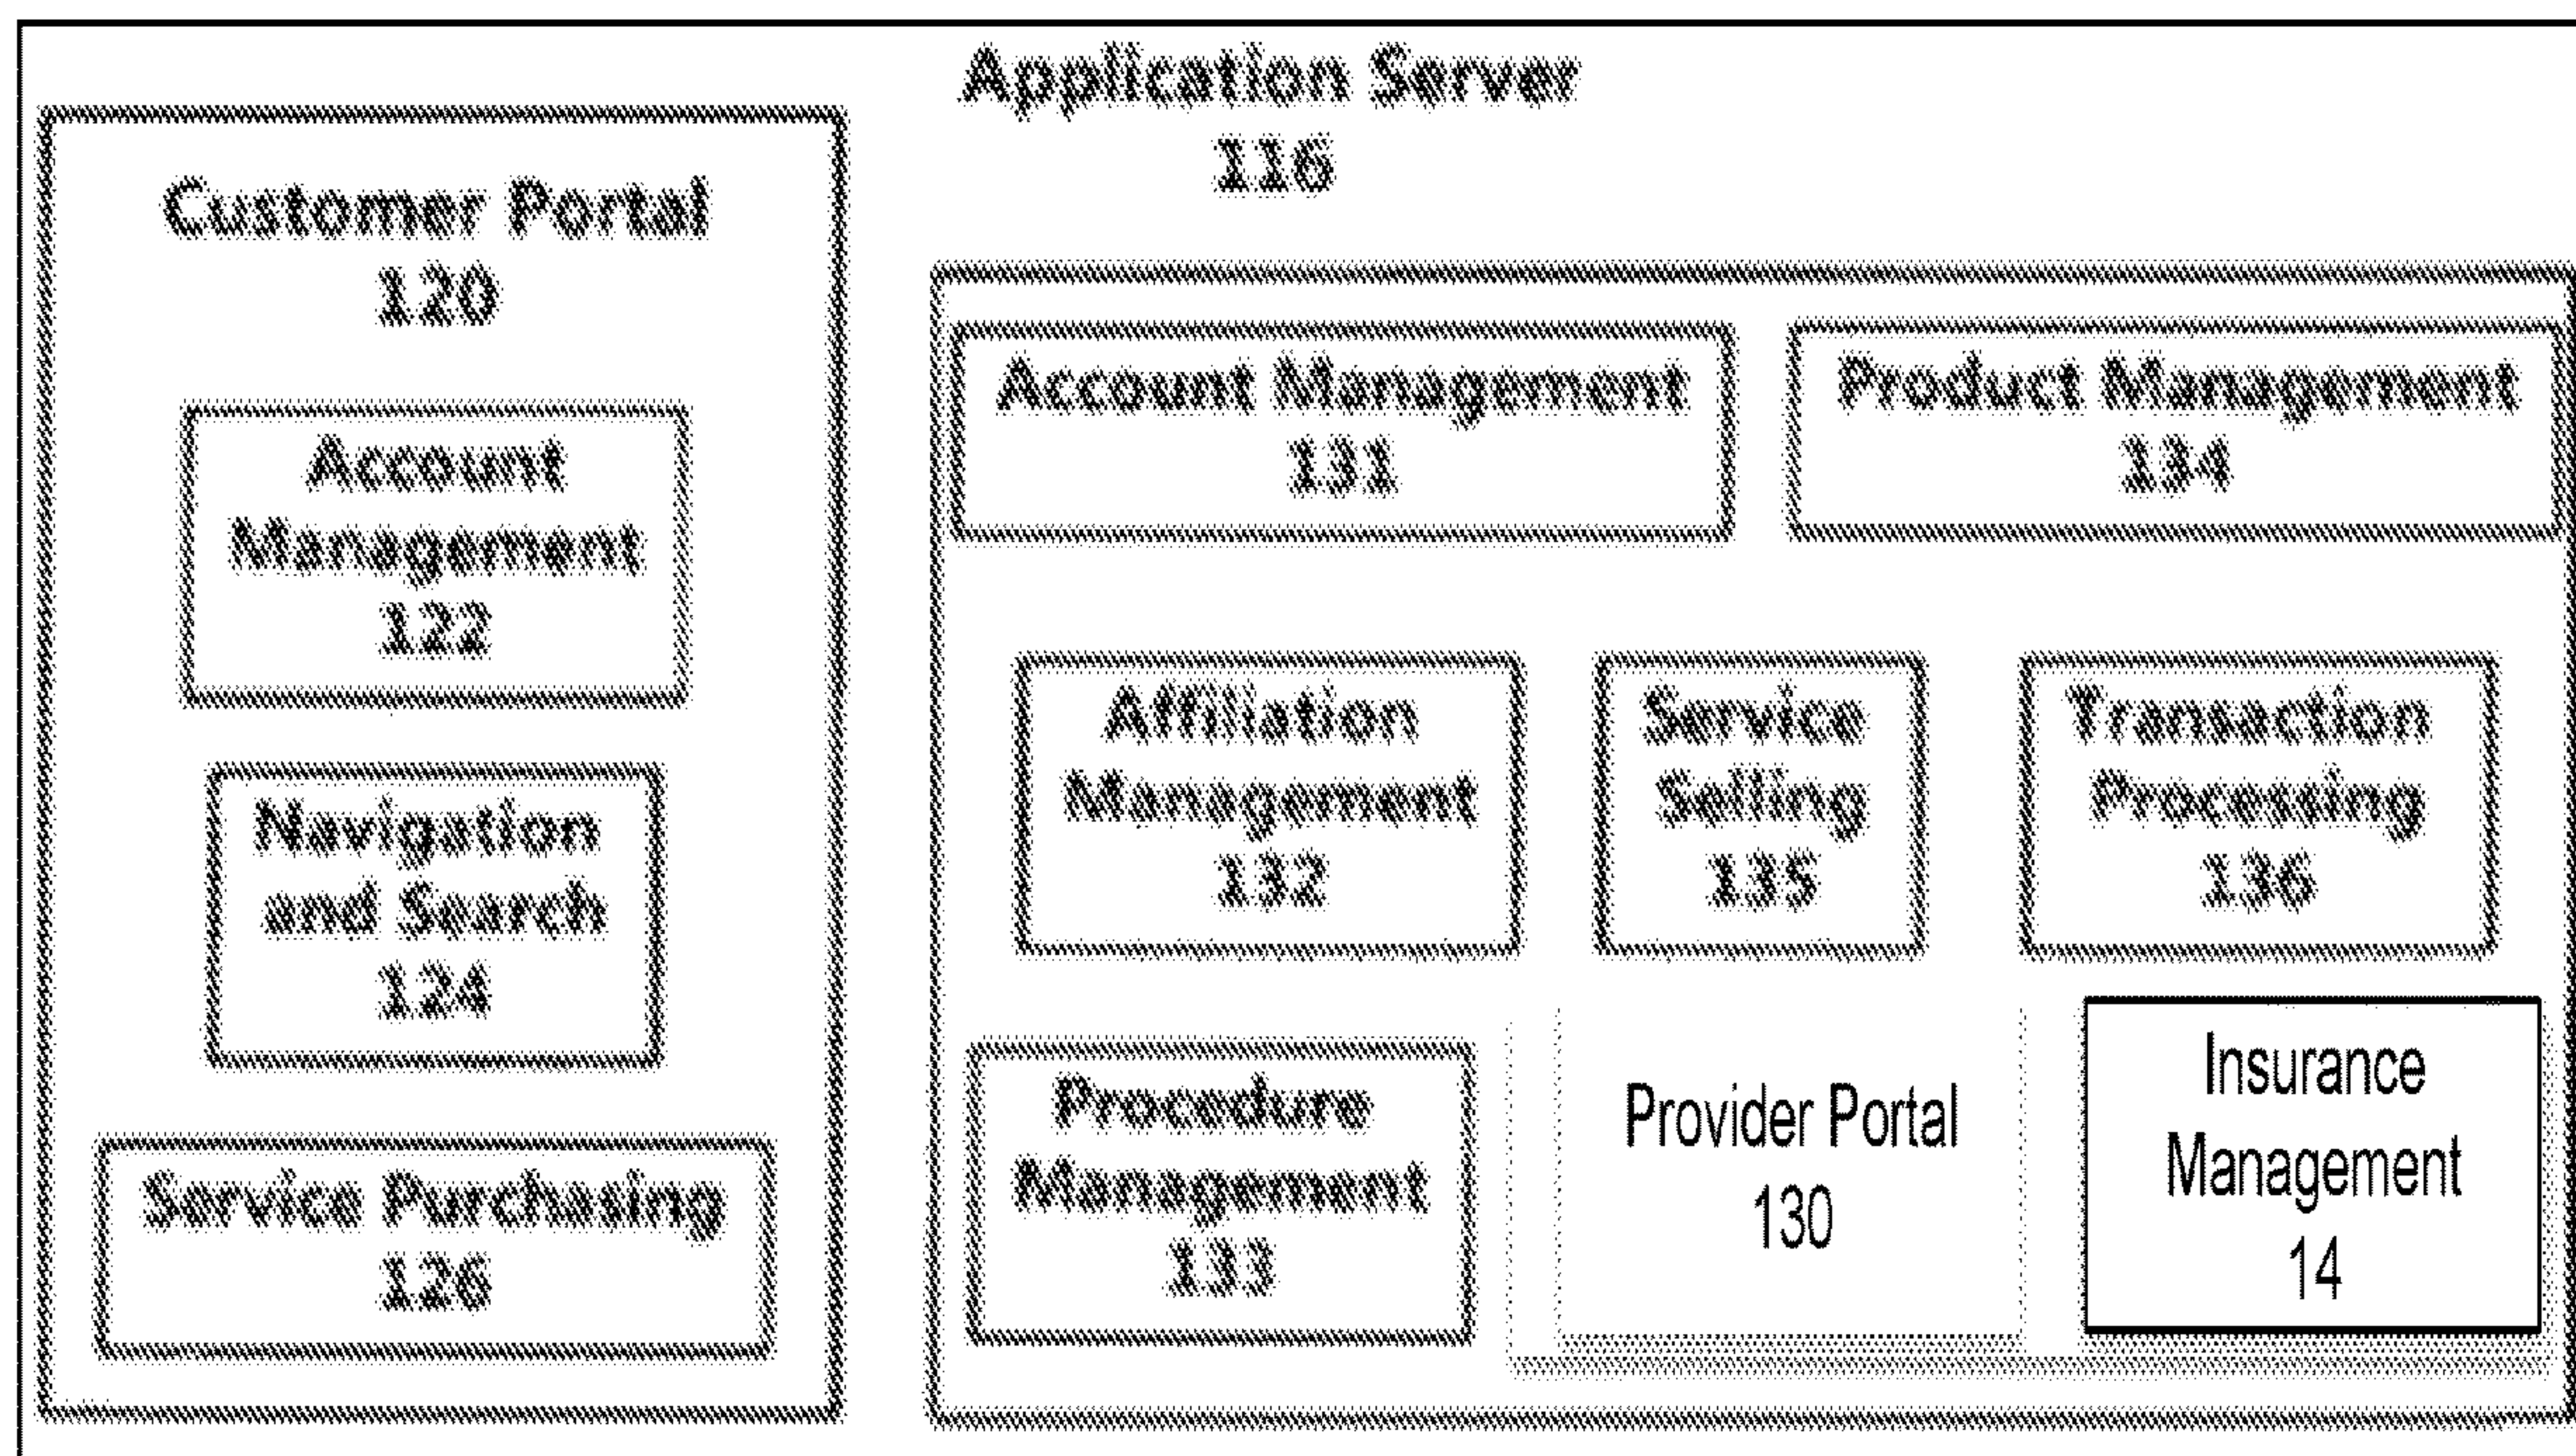 Application Server
116
Customer Portal
120
Account
Management
122
Navigation
and Search
124
Service Purchasing
126
Account Management
131
Product Management
134
Affiliation
Management
132
Service
Selling
135
Transaction
Processing
136
Procedure
Management
133
Provider Portal
130
Insurance
Management
14